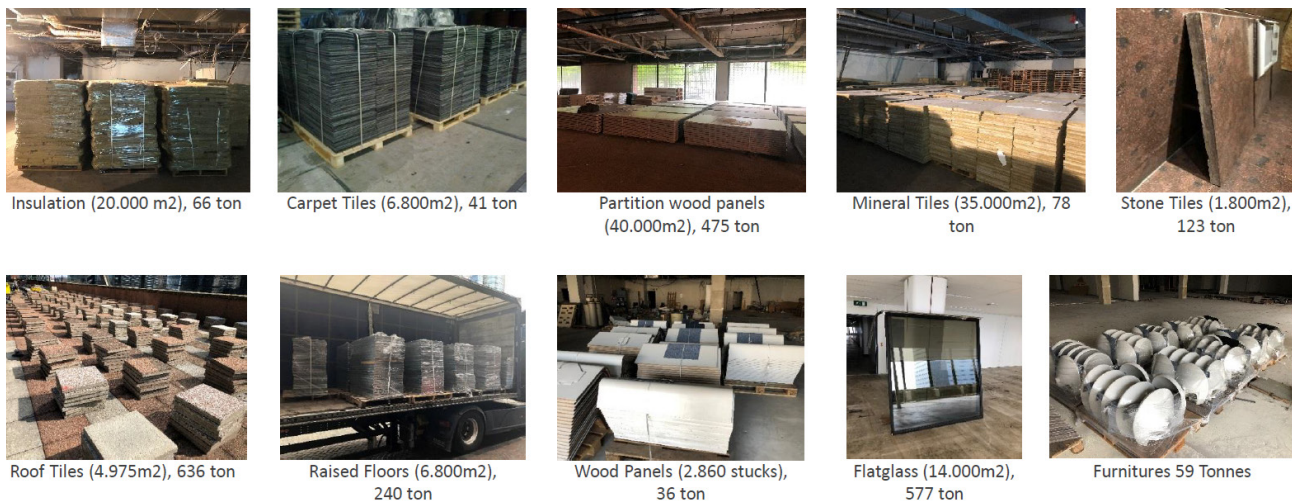 Insulation (20.000 m2), 66 ton
Carpet Tiles (6.800m2), 41 ton
Partition wood panels
(40.000m2), 475 ton
Mineral Tiles (35.000m2), 78
ton
Stone Tiles (1.800m2),
123 ton
Roof Tiles (4.975m2), 636 ton
Raised Floors (6.800m2),
240 ton
Wood Panels (2.860 stucks),
36 ton
Flatglass (14.000m2),
577 ton
Furnitures 59 Tonnes